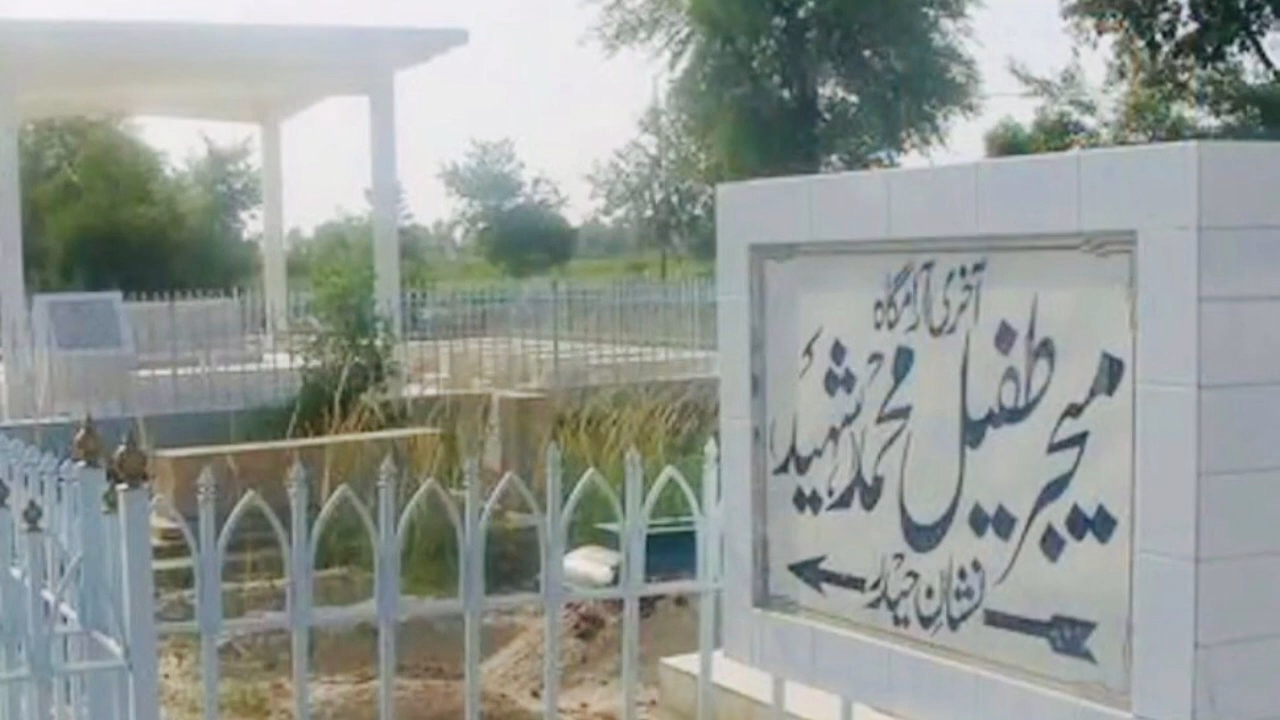 آخری آرامگاہ
میجر طفیل محمد شہید
نشانِ حیدر